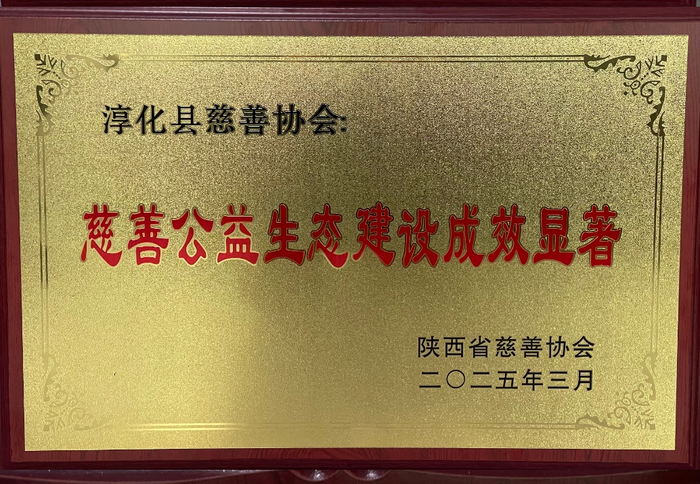 淳化县慈善协会:
慈善公益生态建设成效显著
陕西省慈善协会
二〇二五年三月